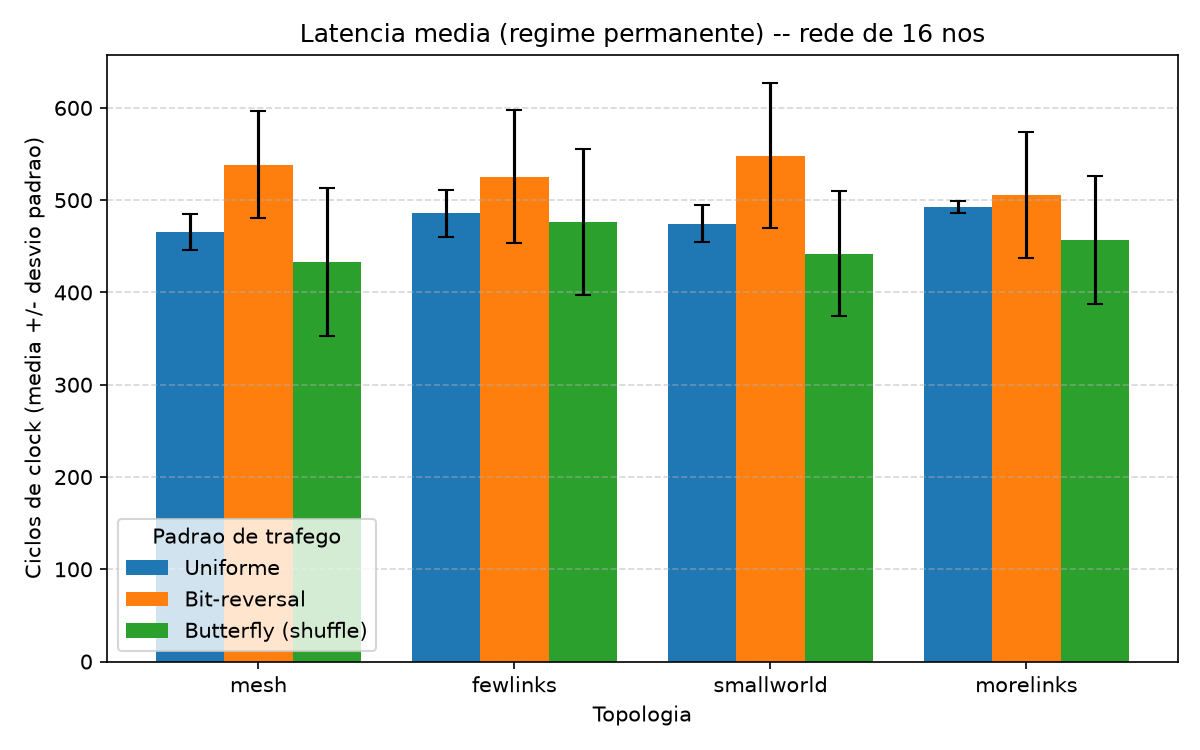 Latencia media (regime permanente) -- rede de 16 nos
Ciclos de clock (media +/- desvio padrao)
600
500
400
300
200
100
0
Padrao de trafego
Uniforme
Bit-reversal
Butterfly (shuffle)
mesh fewlinks smallworld morelinks
Topologia